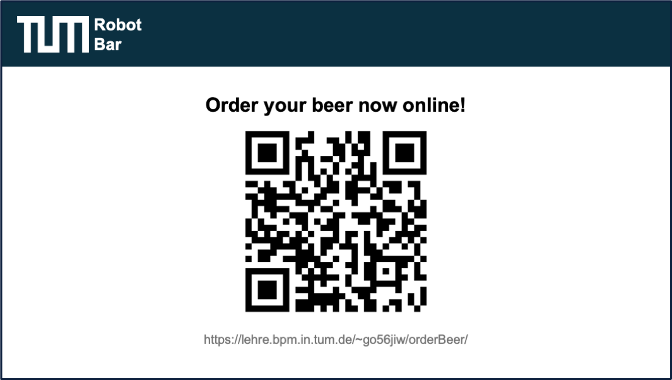 TUM Robot
Bar
Order your beer now online!
https://lehre.bpm.in.tum.de/~go56jiw/orderBeer/